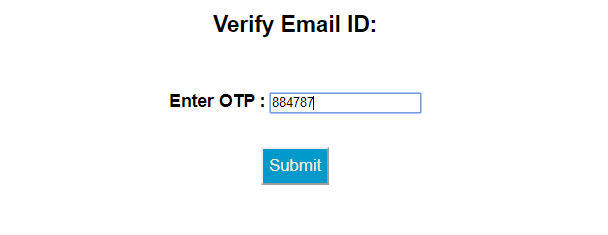 Verify Email ID:
Enter OTP : 884787
Submit